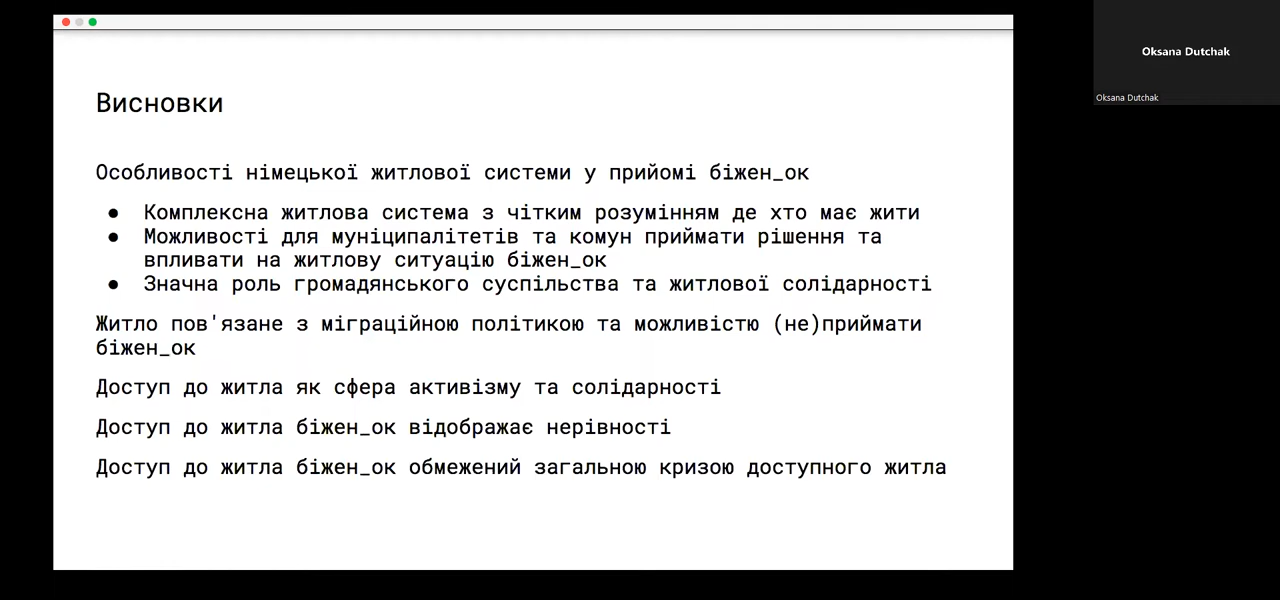 Висновки
Особливості німецької житлової системи у прийомі біжен_ок
● Комплексна житлова система з чітким розумінням де хто має жити
● Можливості для муніципалітетів та комун приймати рішення та
впливати на житлову ситуацію біжен_ок
● Значна роль громадянського суспільства та житлової солідарності
Житло пов'язане з міграційною політикою та можливістю (не)приймати
біжен_ок
Доступ до житла як сфера активізму та солідарності
Доступ до житла біжен_ок відображає нерівності
Доступ до житла біжен_ок обмежений загальною кризою доступного житла
Oksana Dutchak
Oksana Dutchak